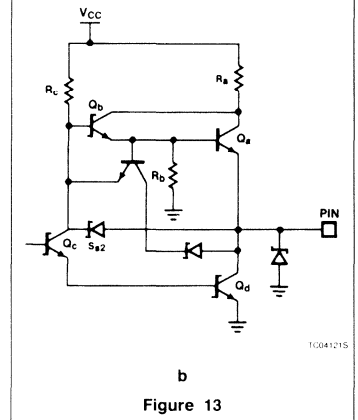 VCC
Rc
Ra
Qb
Qa
Rb
PIN
Sa2
Qc
Qd
TC04121S
b
Figure 13